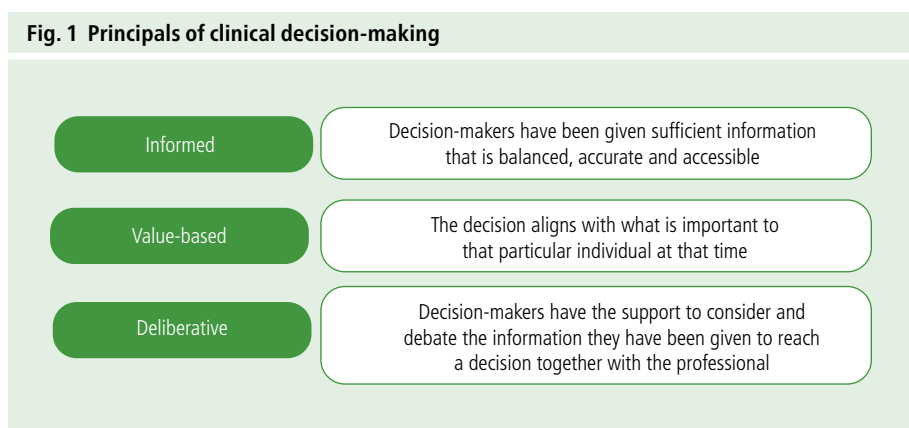 Fig. 1 Principals of clinical decision-making
Informed
Decision-makers have been given sufficient information
that is balanced, accurate and accessible
Value-based
The decision aligns with what is important to
that particular individual at that time
Deliberative
Decision-makers have the support to consider and
debate the information they have been given to reach
a decision together with the professional